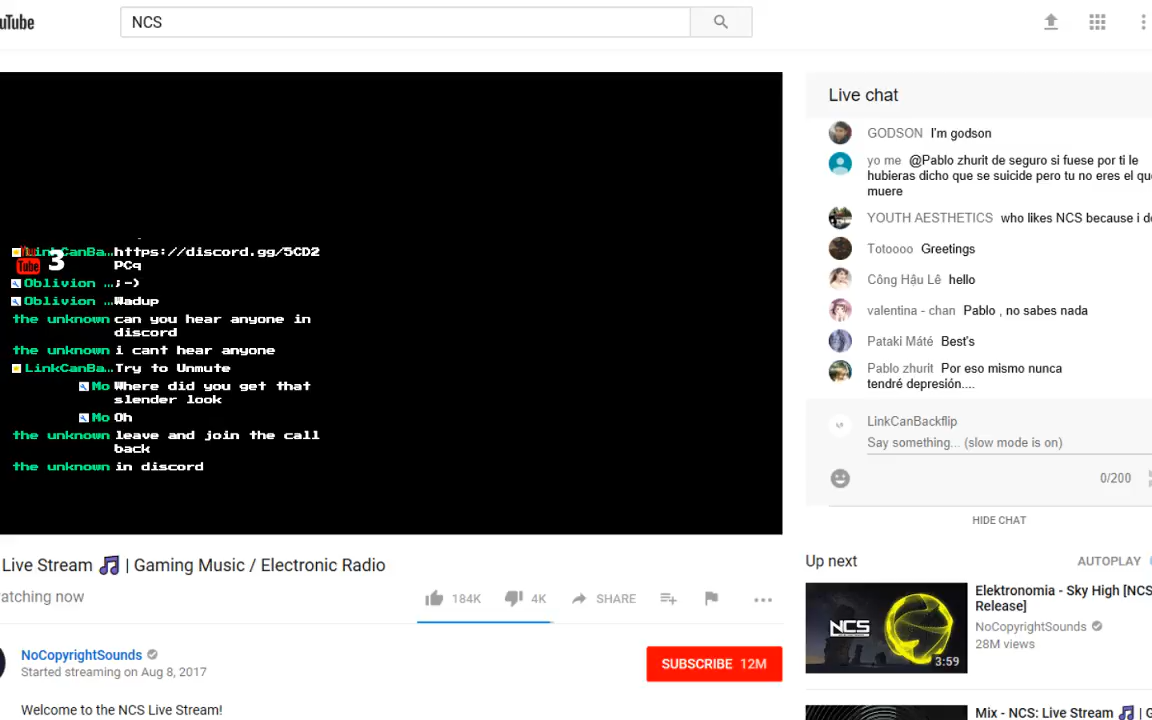 uTube
NCS
Live chat
GODSON I'm godson
yo me @Pablo zhurit de seguro si fuese por ti le
hubieras dicho que se suicide pero tu no eres el que
muere
YOUTH AESTHETICS who likes NCS because i do
Totoooo Greetings
Công Hậu Lê hello
valentina - chan Pablo , no sabes nada
Pataki Máté Best's
Pablo zhurit Por eso mismo nunca
tendré depresión....
LinkCanBackflip
Say something... (slow mode is on)
0/200
HIDE CHAT
LinkCanBa...https://discord.gg/5CD2
PCq
Tube 3
Oblivion ...;-)
Oblivion ...Wadup
the unknown can you hear anyone in
discord
the unknown i cant hear anyone
LinkCanBa...Try to Unmute
Mo Where did you get that
slender look
Mo Oh
the unknown leave and join the call
back
the unknown in discord
Live Stream 🎵 | Gaming Music / Electronic Radio
atching now
184K 4K SHARE
NoCopyrightSounds
Started streaming on Aug 8, 2017
SUBSCRIBE 12M
Welcome to the NCS Live Stream!
Up next
AUTOPLAY
NCS
3:59
Elektronomia - Sky High [NCS
Release]
NoCopyrightSounds
28M views
Mix - NCS: Live Stream 🎵 | G